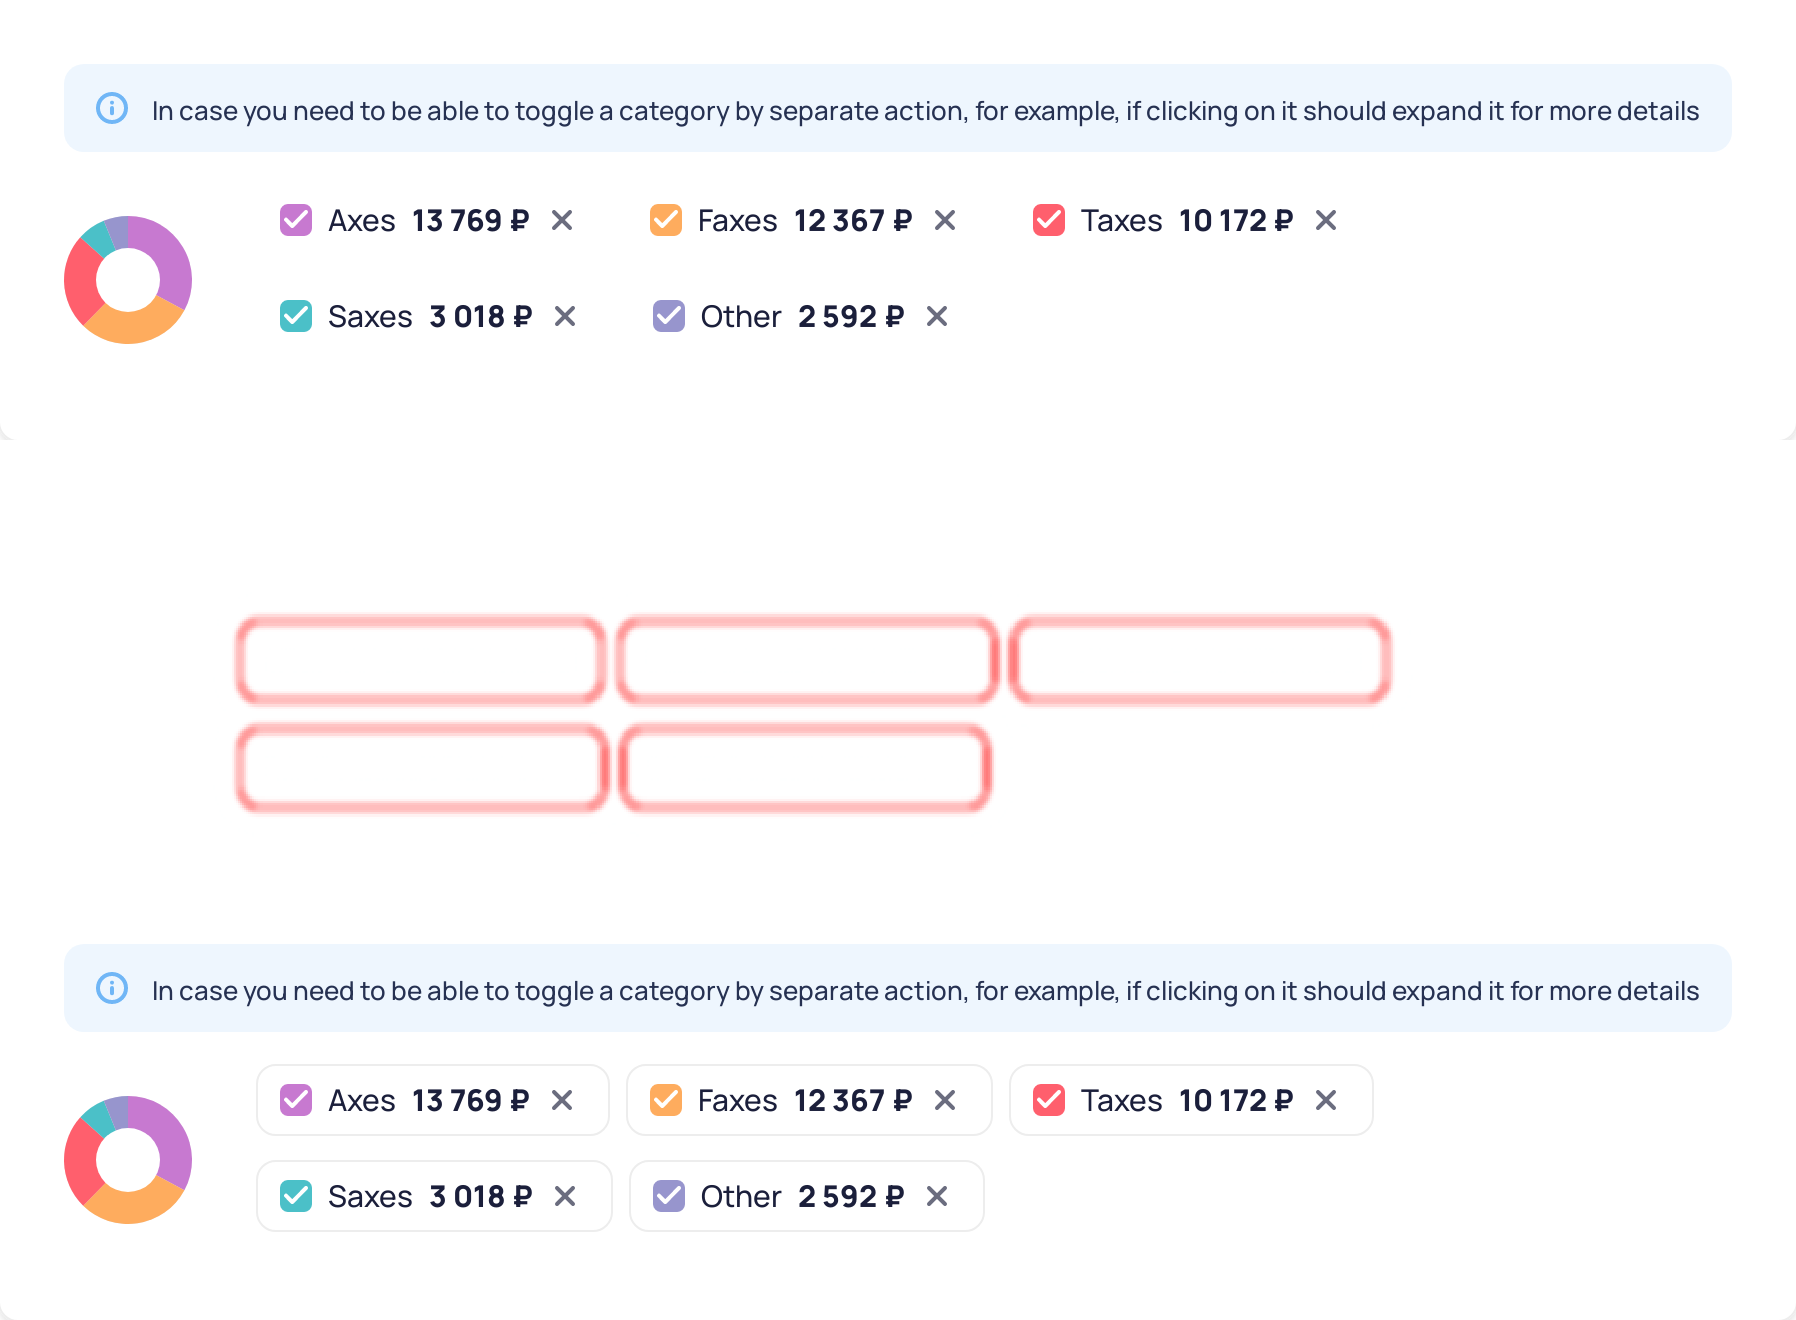 In case you need to be able to toggle a category by separate action, for example, if clicking on it should expand it for more details
Axes 13 769 ₽ Faxes 12 367 ₽ Taxes 10 172 ₽
Saxes 3 018 ₽ Other 2 592 ₽
In case you need to be able to toggle a category by separate action, for example, if clicking on it should expand it for more details
Axes 13 769 ₽ Faxes 12 367 ₽ Taxes 10 172 ₽
Saxes 3 018 ₽ Other 2 592 ₽